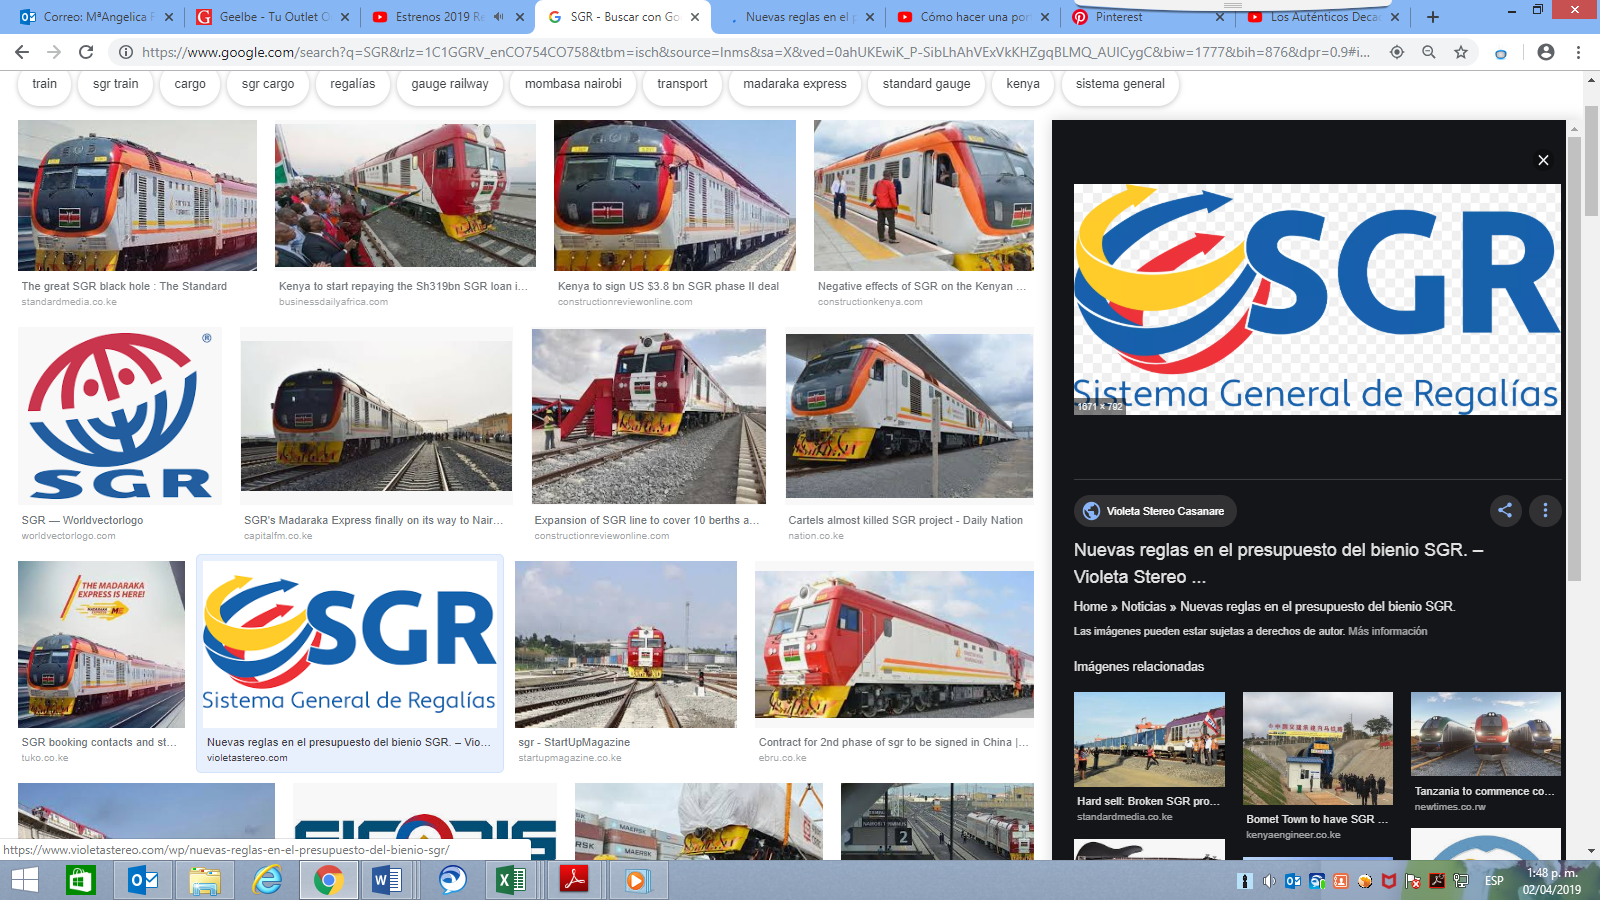 Correo: MªAngelica F
Geelbe - Tu Outlet O
Estrenos 2019 Re
SGR - Buscar con Go
Nuevas reglas en el p
Cómo hacer una por
Pinterest
Los Auténticos Decad
https://www.google.com/search?q=SGR&rlz=1C1GGRV_enCO754CO758&tbm=isch&source=lnms&sa=X&ved=0ahUKEwiK_P-SibLhAhVExVkKHZgqBLMQ_AUICygC&biw=1777&bih=876&dpr=0.9#i...
train
sgr train
cargo
sgr cargo
regalías
gauge railway
mombasa nairobi
transport
madaraka express
standard gauge
kenya
sistema general
The great SGR black hole : The Standard
standardmedia.co.ke
Kenya to start repaying the Sh319bn SGR loan i...
businessdailyafrica.com
Kenya to sign US $3.8 bn SGR phase II deal
constructionreviewonline.com
Negative effects of SGR on the Kenyan ...
constructionkenya.com
®
SGR
SGR — Worldvectorlogo
worldvectorlogo.com
SGR's Madaraka Express finally on its way to Nair...
capitalfm.co.ke
Expansion of SGR line to cover 10 berths a...
constructionreviewonline.com
Cartels almost killed SGR project - Daily Nation
nation.co.ke
THE MADARAKA
EXPRESS IS HERE!
SGR booking contacts and st...
tuko.co.ke
SGR
Sistema General de Regalías
Nuevas reglas en el presupuesto del bienio SGR. – Vio...
violetastereo.com
sgr - StartUpMagazine
startupmagazine.co.ke
Contract for 2nd phase of sgr to be signed in China |...
ebru.co.ke
MAERSK
MAERSK
2
SGR
Sistema General de Regalías
1671 × 792
Violeta Stereo Casanare
Nuevas reglas en el presupuesto del bienio SGR. –
Violeta Stereo ...
Home » Noticias » Nuevas reglas en el presupuesto del bienio SGR.
Las imágenes pueden estar sujetas a derechos de autor. Más información
Imágenes relacionadas
Hard sell: Broken SGR pro...
standardmedia.co.ke
Bomet Town to have SGR ...
kenyaengineer.co.ke
Tanzania to commence co...
newtimes.co.rw
https://www.violetastereo.com/wp/nuevas-reglas-en-el-presupuesto-del-bienio-sgr/
ESP
1:48 p. m.
02/04/2019